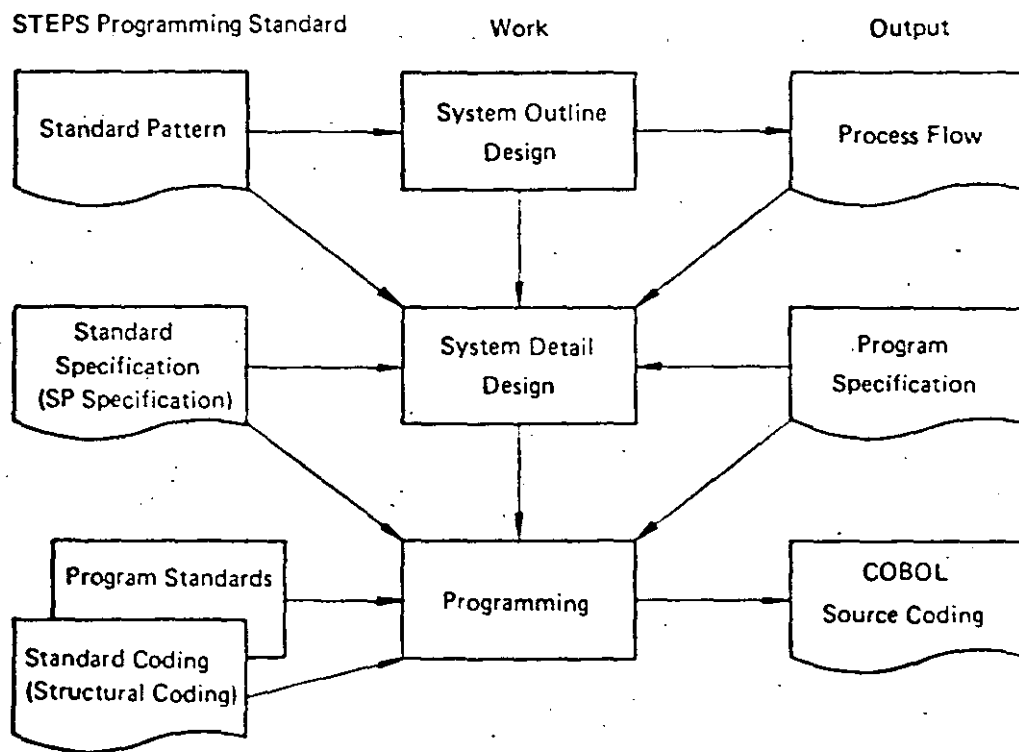 STEPS Programming Standard
Work
Output
Standard Pattern
System Outline
Design
Process Flow
Standard
Specification
(SP Specification)
System Detail
Design
Program
Specification
Program Standards
Standard Coding
(Structural Coding)
Programming
COBOL
Source Coding